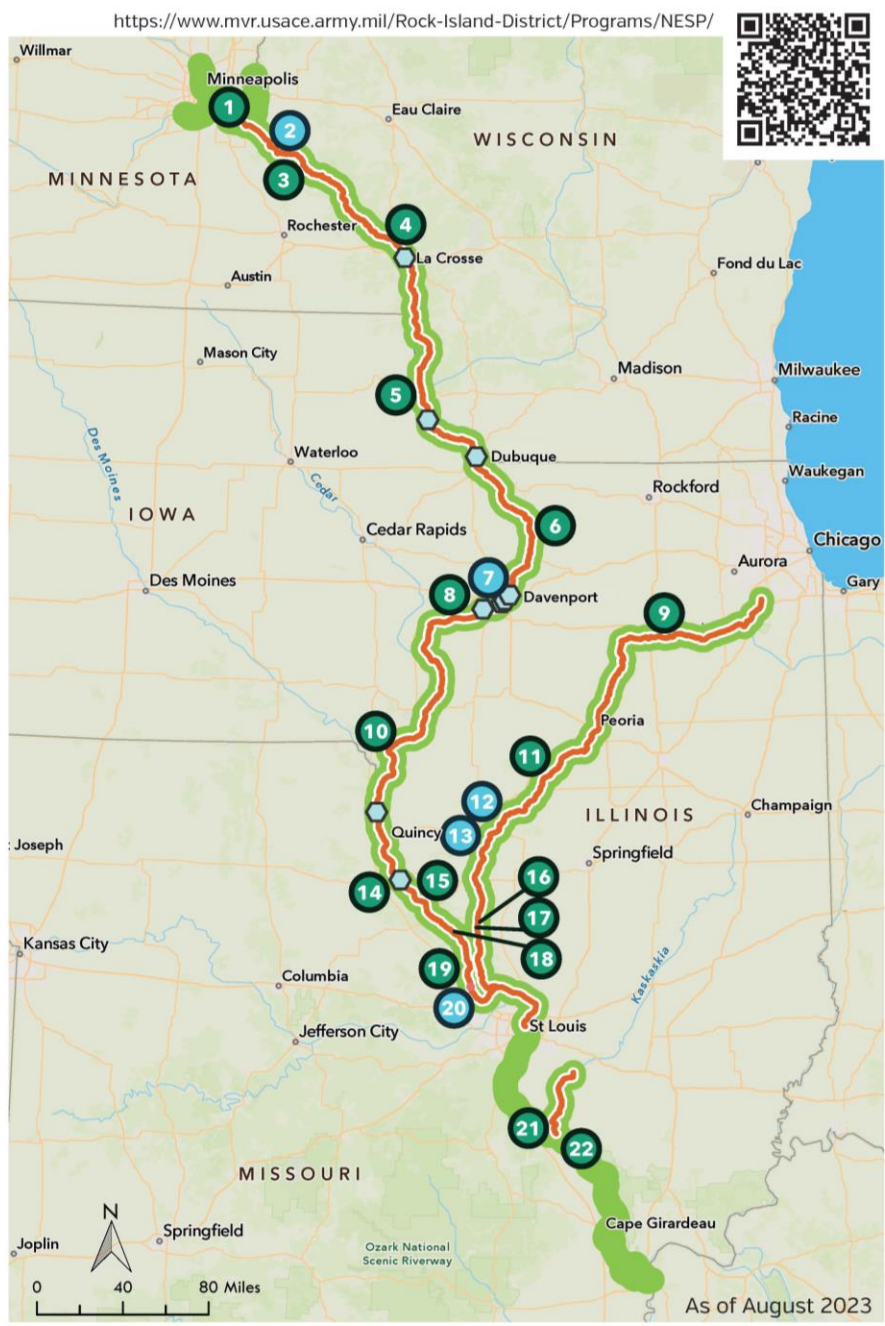 https://www.mvr.usace.army.mil/Rock-Island-District/Programs/NESP/
Willmar
Minneapolis
1
2
Eau Claire
WISCONSIN
MINNESOTA
3
Rochester
4
La Crosse
Fond du Lac
Austin
Mason City
Madison
Milwaukee
5
Racine
Des Moines
Waterloo
Dubuque
Waukegan
Cedar
Rockford
IOWA
6
Cedar Rapids
Chicago
Aurora
Des Moines
7
Gary
8
Davenport
9
Peoria
10
11
12
ILLINOIS
Champaign
Quincy
13
: Joseph
Springfield
14
15
16
17
Kansas City
18
19
Columbia
Kaskaskia
20
St Louis
Jefferson City
21
22
MISSOURI
N
Cape Girardeau
Springfield
Joplin
Ozark National
Scenic Riverway
0 40 80 Miles
As of August 2023